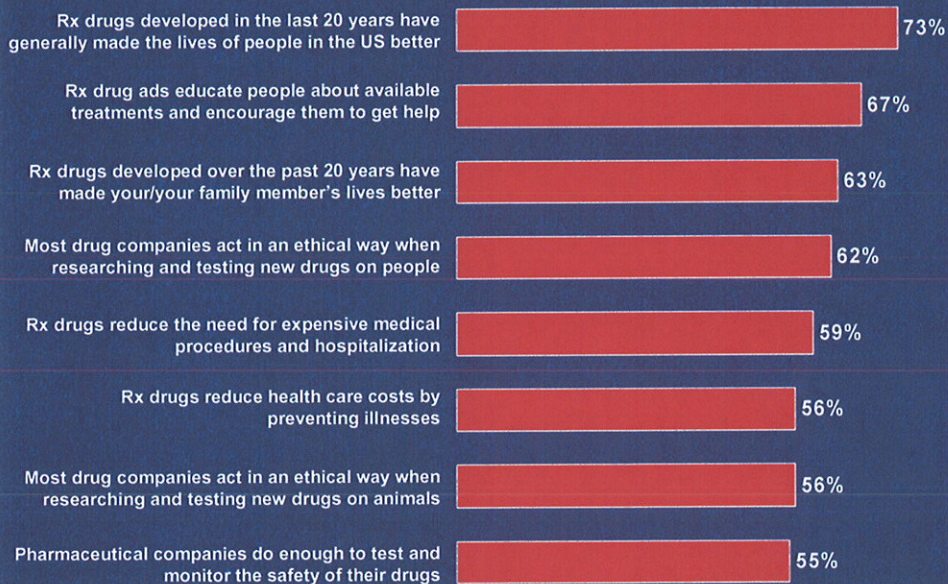 Rx drugs developed in the last 20 years have
generally made the lives of people in the US better
73%
Rx drug ads educate people about available
treatments and encourage them to get help
67%
Rx drugs developed over the past 20 years have
made your/your family member's lives better
63%
Most drug companies act in an ethical way when
researching and testing new drugs on people
62%
Rx drugs reduce the need for expensive medical
procedures and hospitalization
59%
Rx drugs reduce health care costs by
preventing illnesses
56%
Most drug companies act in an ethical way when
researching and testing new drugs on animals
56%
Pharmaceutical companies do enough to test and
monitor the safety of their drugs
55%